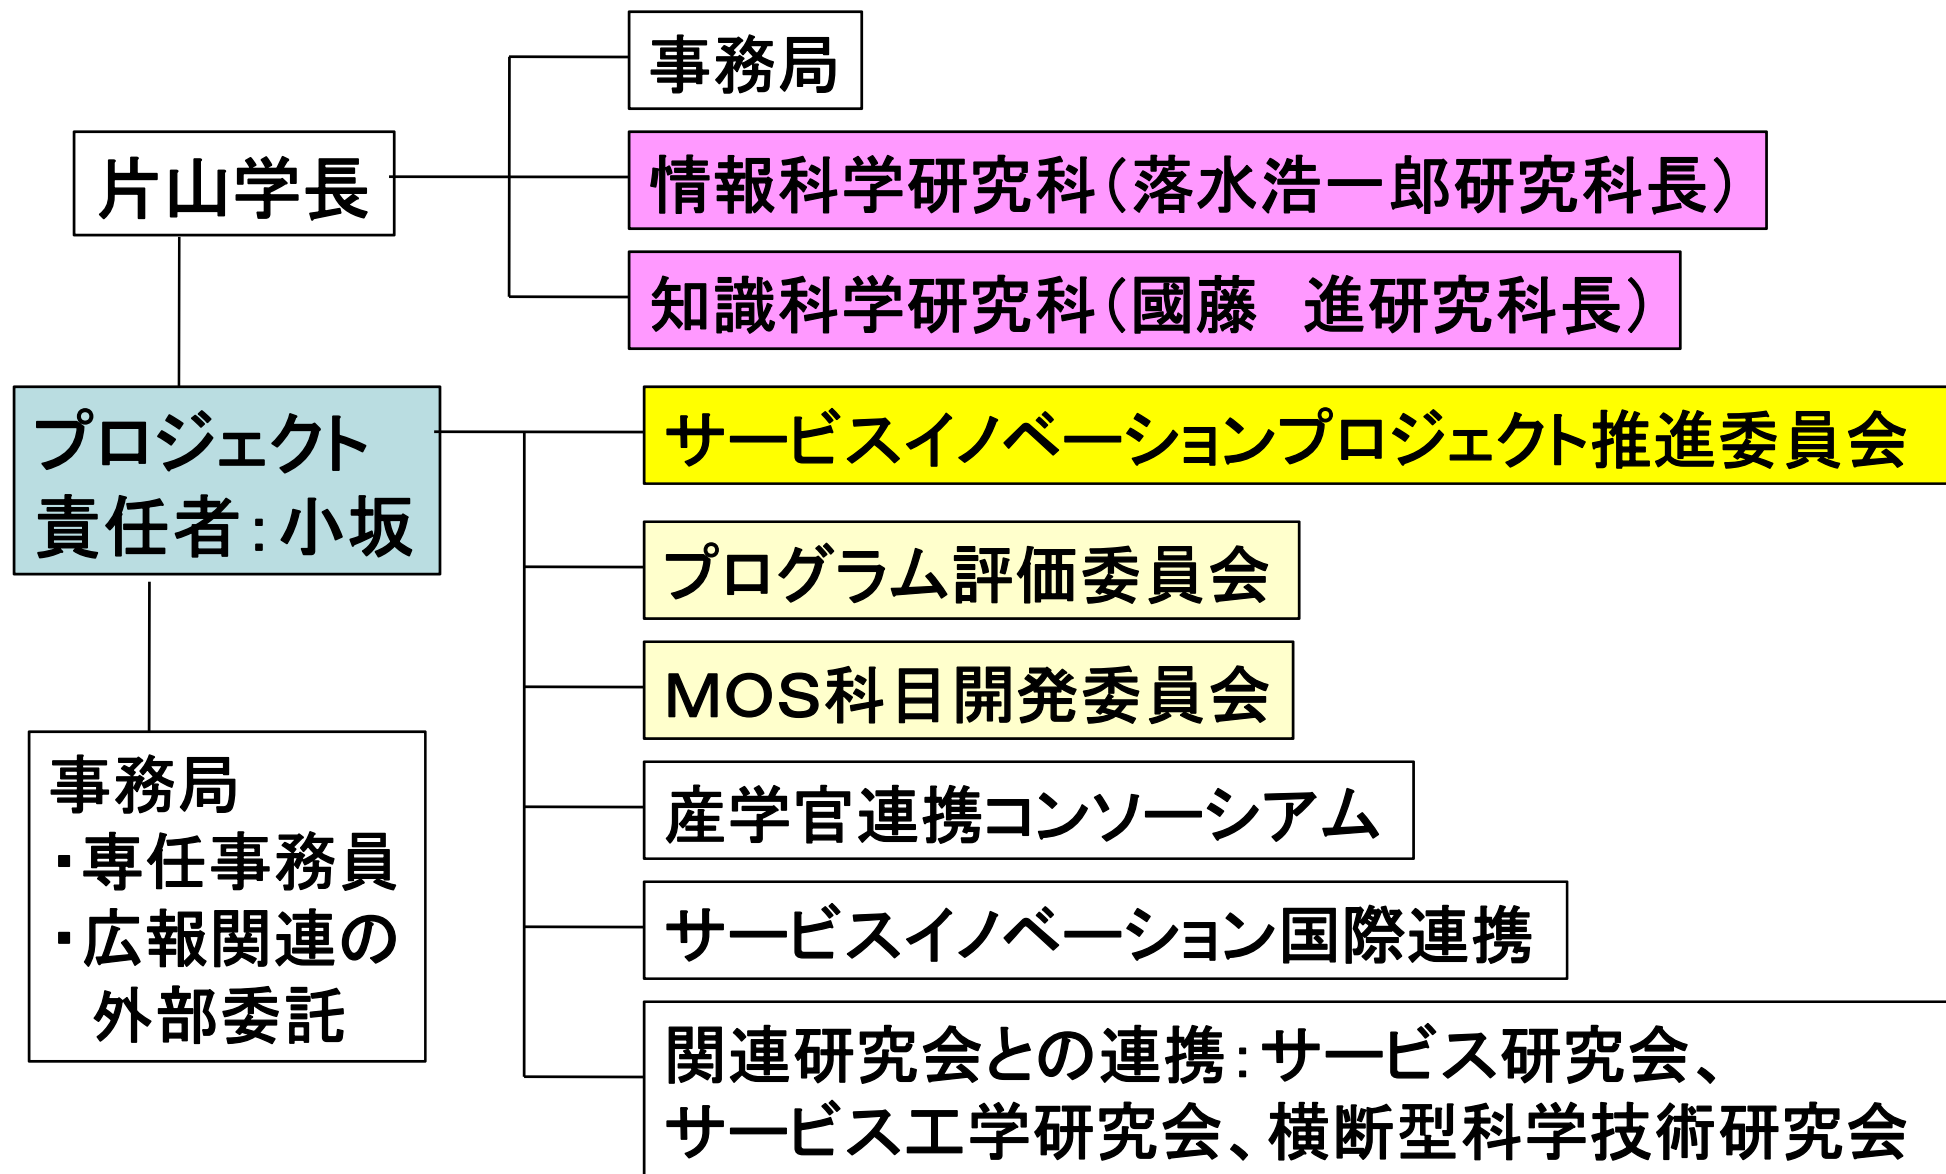 事務局
片山学長
情報科学研究科（落水浩一郎研究科長）
知識科学研究科（國藤　進研究科長）
プロジェクト
責任者：小坂
サービスイノベーションプロジェクト推進委員会
プログラム評価委員会
ＭＯＳ科目開発委員会
産学官連携コンソーシアム
サービスイノベーション国際連携
関連研究会との連携：サービス研究会、
サービス工学研究会、横断型科学技術研究会
事務局
・専任事務員
・広報関連の
外部委託